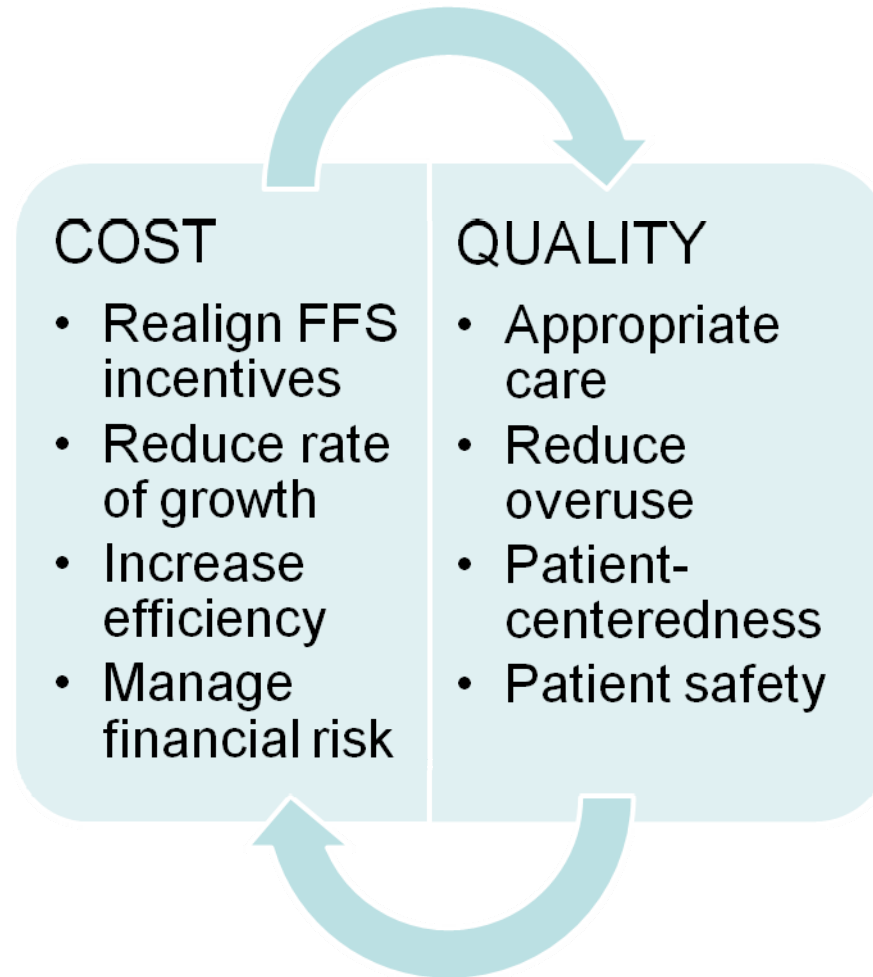 COST
• Realign FFS
incentives
• Reduce rate
of growth
• Increase
efficiency
• Manage
financial risk
QUALITY
• Appropriate
care
• Reduce
overuse
• Patient-
centeredness
• Patient safety